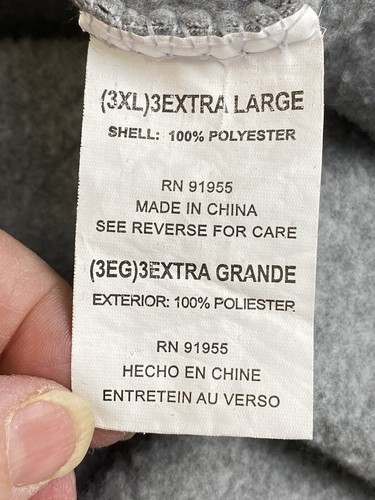 (3XL)3EXTRA LARGE
SHELL: 100% POLYESTER
RN 91955
MADE IN CHINA
SEE REVERSE FOR CARE
(3EG)3EXTRA GRANDE
EXTERIOR: 100% POLIESTER
RN 91955
HECHO EN CHINE
ENTRETEIN AU VERSO